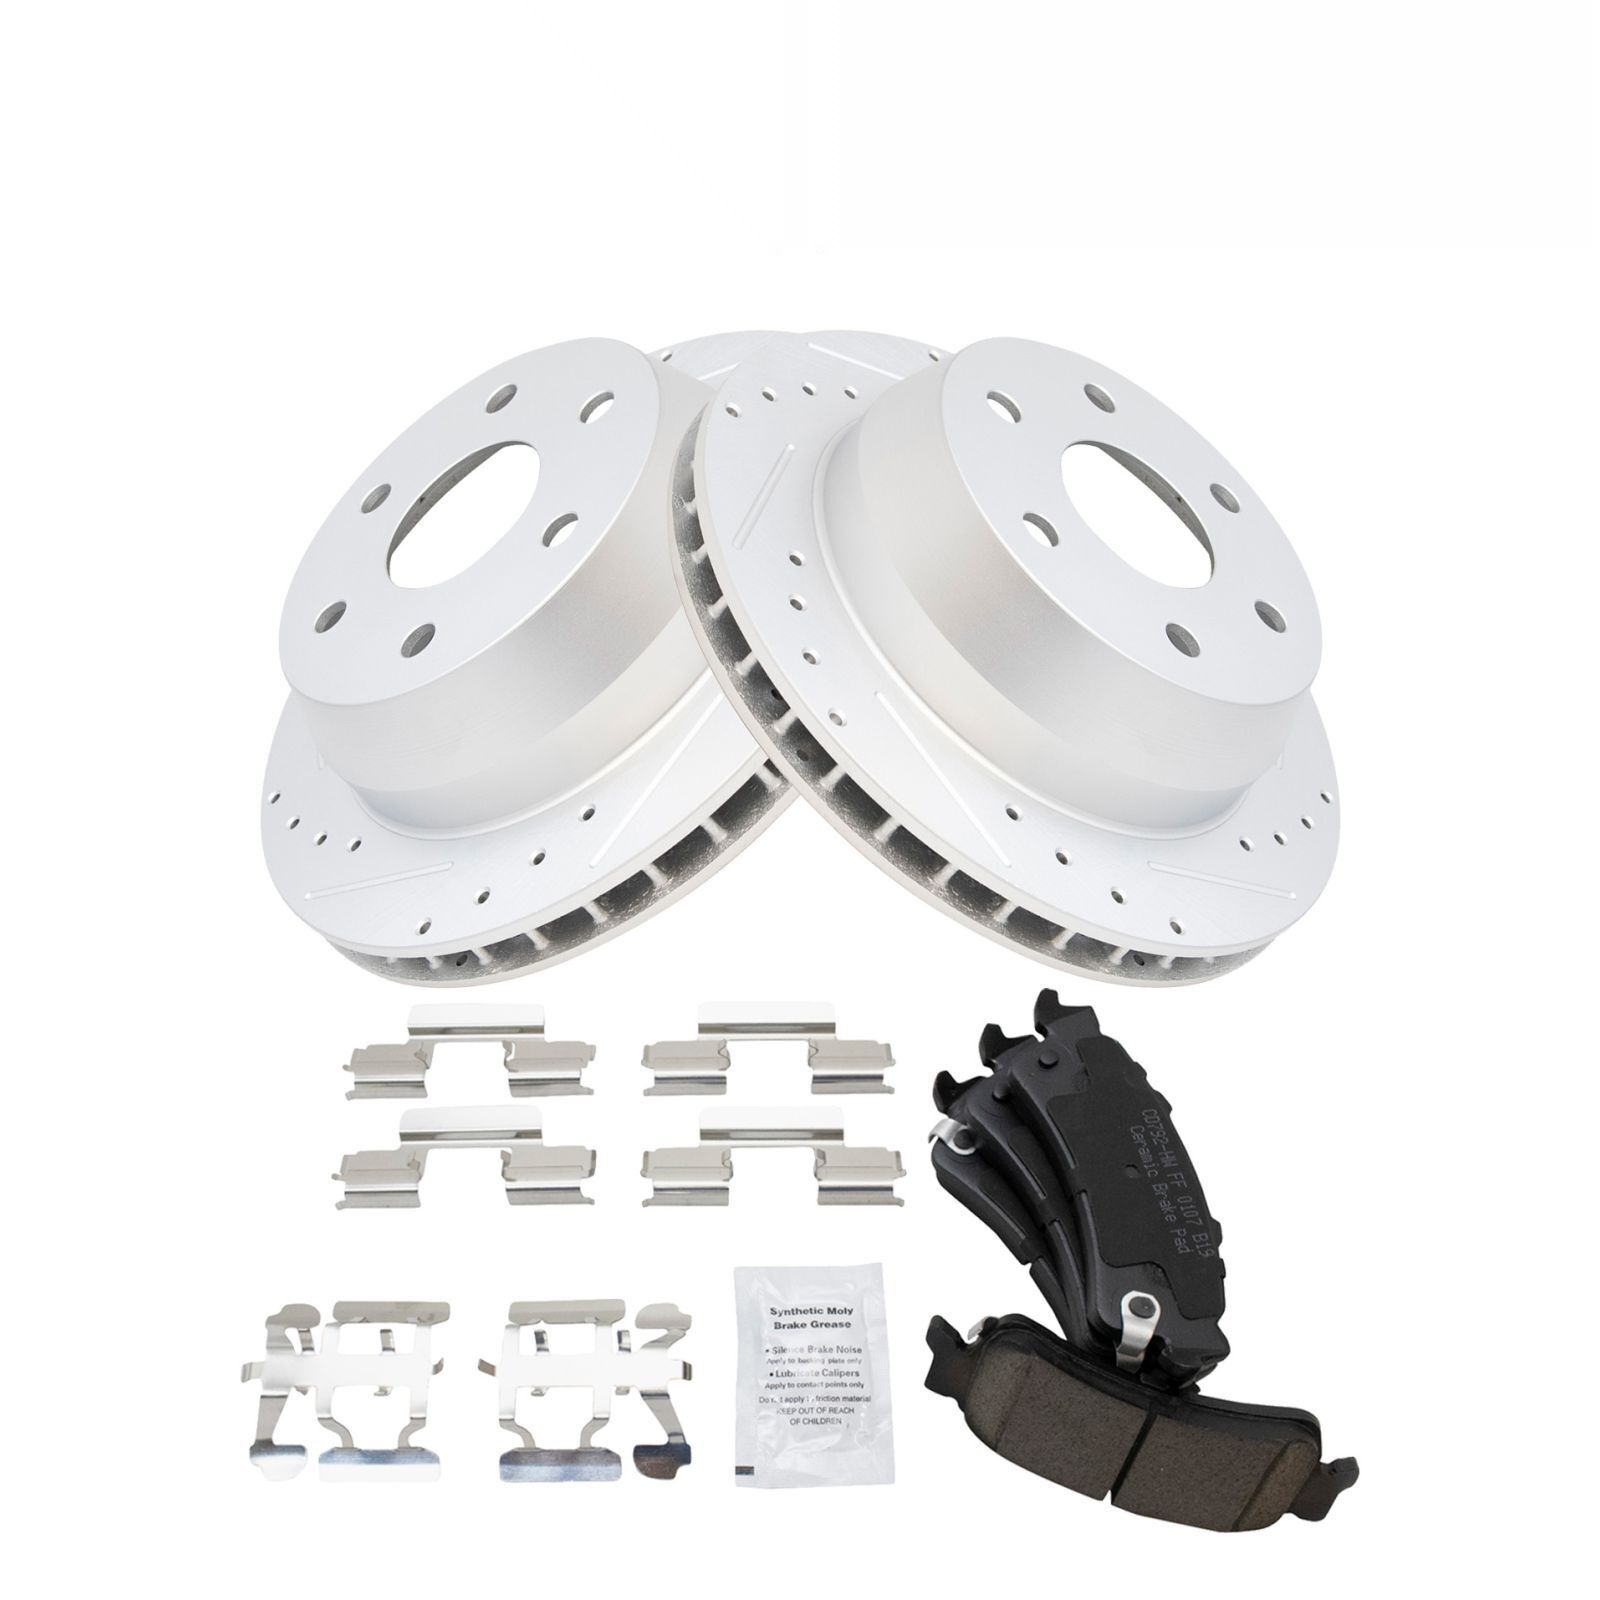 CD792-HW FF 0107 B19
Ceramic Brake Pad
Synthetic Moly
Brake Grease
• Silence Brake Noise
Apply to backing plate only
• Lubricate Calipers
Apply to contact points only
Do not apply to friction material
KEEP OUT OF REACH
OF CHILDREN